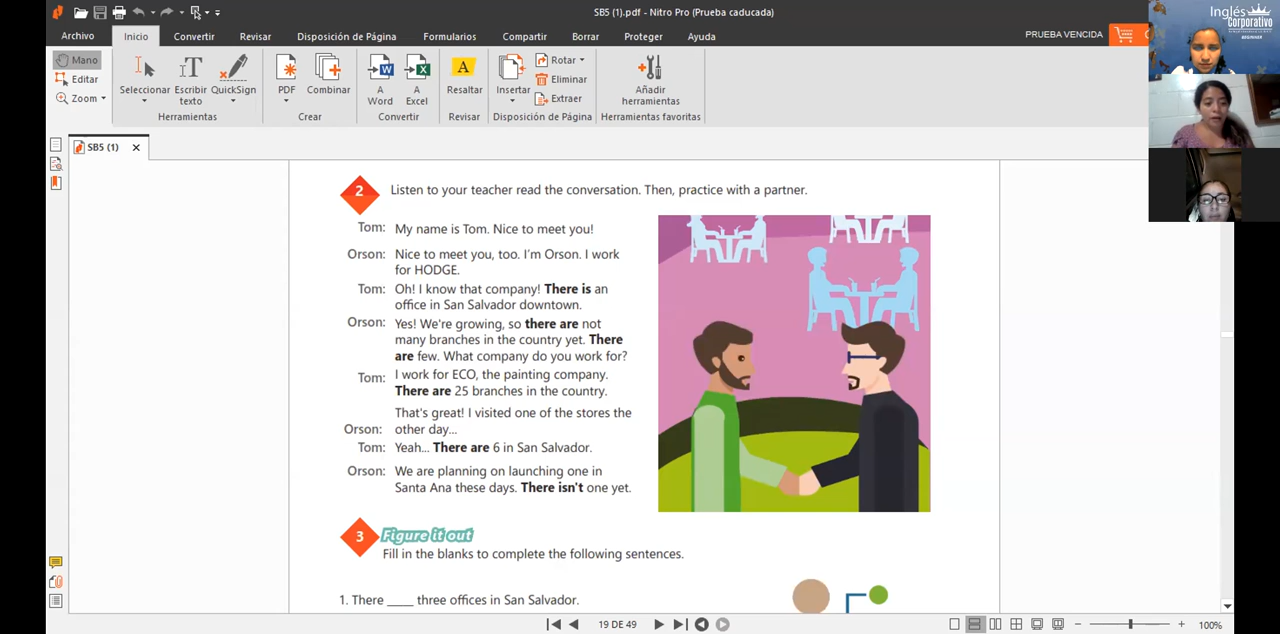 SB5 (1).pdf - Nitro Pro (Prueba caducada)
Archivo Inicio Convertir Revisar Disposición de Página Formularios Compartir Borrar Proteger Ayuda PRUEBA VENCIDA
Mano
Editar
Zoom
Seleccionar
Escribir texto
QuickSign
Herramientas
PDF
Combinar
Crear
A Word
A Excel
Convertir
Resaltar
Revisar
Insertar
Rotar
Eliminar
Extraer
Disposición de Página
Añadir herramientas
Herramientas favoritas
Inglés
Corporativo
BEGINNER
SB5 (1)
2 Listen to your teacher read the conversation. Then, practice with a partner.
Tom: My name is Tom. Nice to meet you!
Orson: Nice to meet you, too. I'm Orson. I work
for HODGE.
Tom: Oh! I know that company! There is an
office in San Salvador downtown.
Orson: Yes! We're growing, so there are not
many branches in the country yet. There
are few. What company do you work for?
Tom: I work for ECO, the painting company.
There are 25 branches in the country.
That's great! I visited one of the stores the
Orson: other day...
Tom: Yeah... There are 6 in San Salvador.
Orson: We are planning on launching one in
Santa Ana these days. There isn't one yet.
3 Figure it out
Fill in the blanks to complete the following sentences.
1. There ____ three offices in San Salvador.
19 DE 49
100%